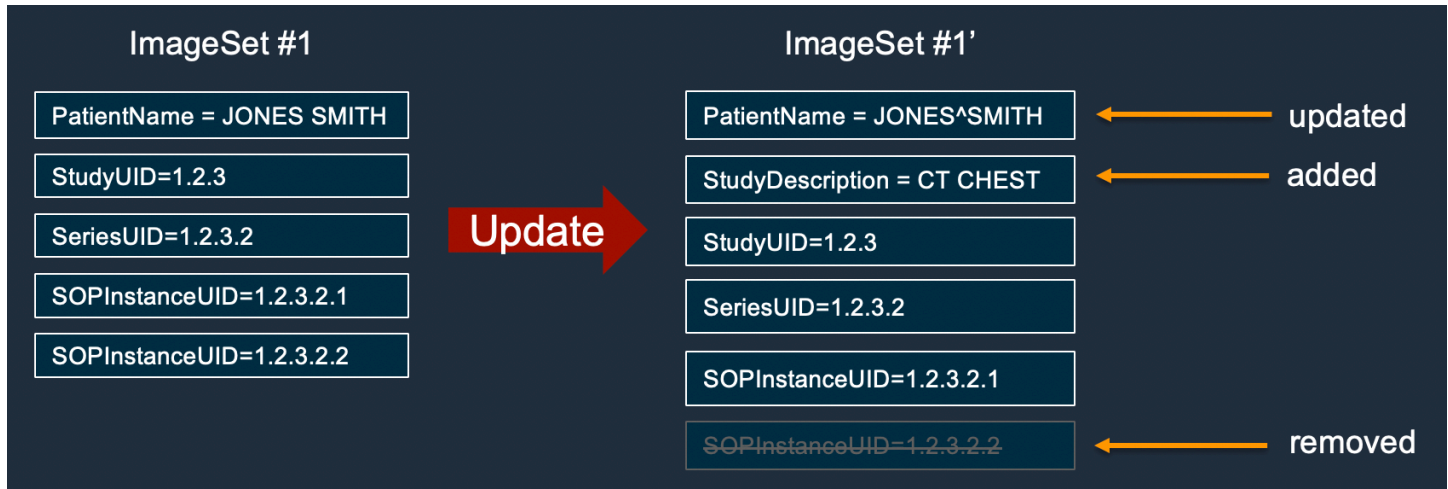 ImageSet #1
PatientName = JONES SMITH
StudyUID=1.2.3
SeriesUID=1.2.3.2
SOPInstanceUID=1.2.3.2.1
SOPInstanceUID=1.2.3.2.2
Update
ImageSet #1’
PatientName = JONES^SMITH
updated
StudyDescription = CT CHEST
added
StudyUID=1.2.3
SeriesUID=1.2.3.2
SOPInstanceUID=1.2.3.2.1
SOPInstanceUID=1.2.3.2.2
removed